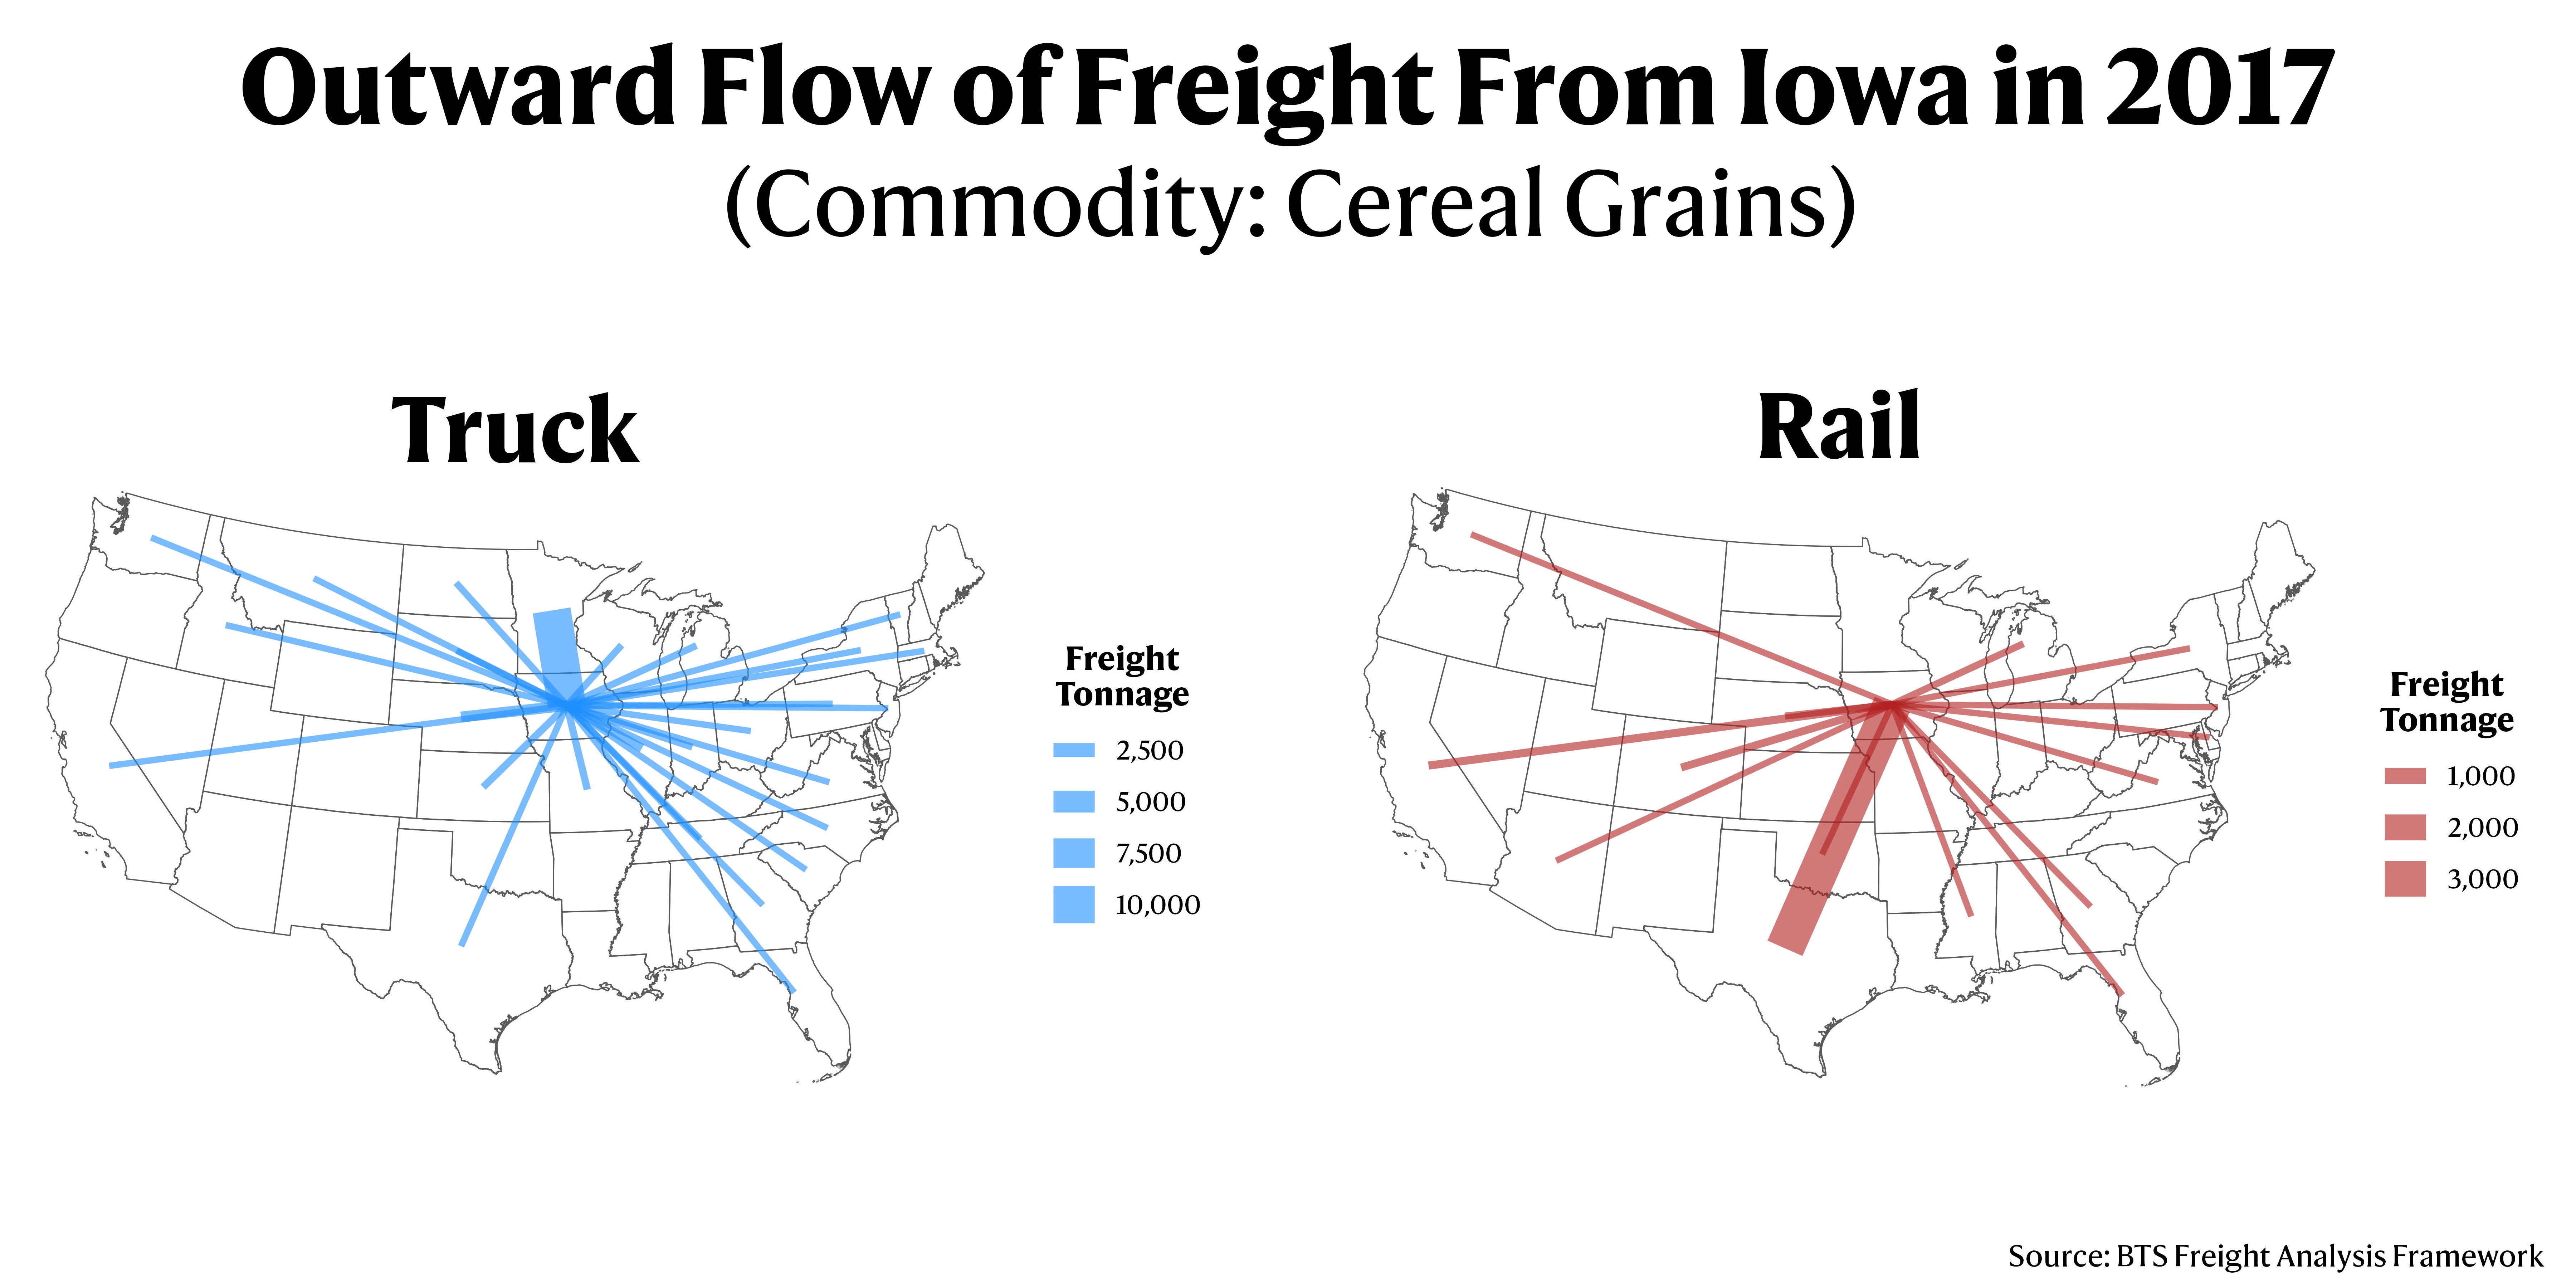 Outward Flow of Freight From Iowa in 2017
(Commodity: Cereal Grains)
Truck
Freight
Tonnage
2,500
5,000
7,500
10,000
Rail
Freight
Tonnage
1,000
2,000
3,000
Source: BTS Freight Analysis Framework